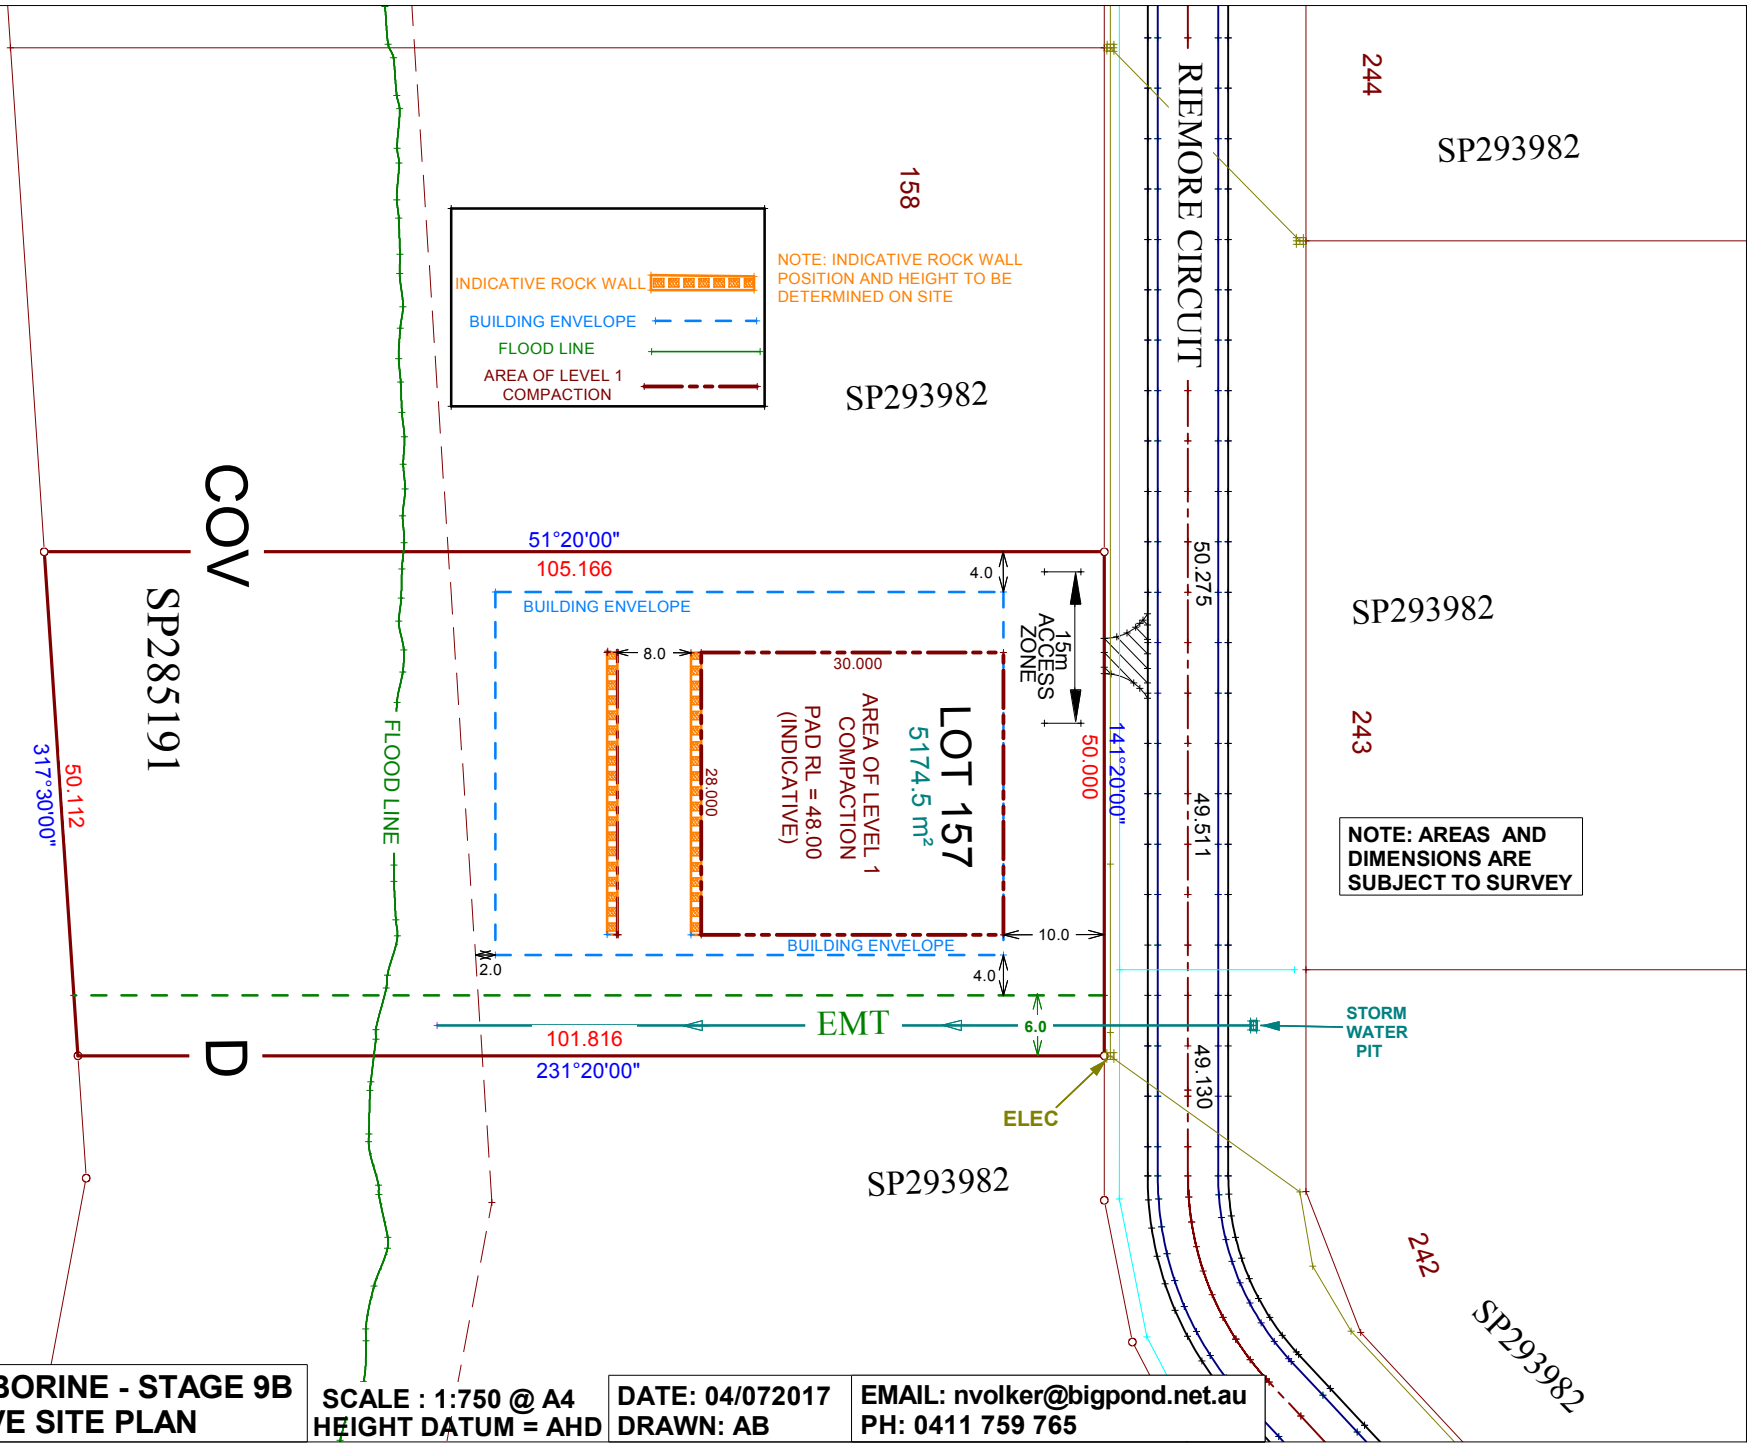 244
SP293982
RIEMORE CIRCUIT
158
NOTE: INDICATIVE ROCK WALL
POSITION AND HEIGHT TO BE
DETERMINED ON SITE
INDICATIVE ROCK WALL
BUILDING ENVELOPE
FLOOD LINE
AREA OF LEVEL 1
COMPACTION
SP293982
COV
SP285191
51°20'00"
105.166
4.0
BUILDING ENVELOPE
15m
ACCESS
ZONE
50.275
SP293982
243
8.0
30.000
LOT 157
5174.5 m²
AREA OF LEVEL 1
COMPACTION
PAD RL = 48.00
(INDICATIVE)
28.000
141°20'00"
50.000
49.511
FLOOD LINE
50.112
317°30'00"
NOTE: AREAS AND
DIMENSIONS ARE
SUBJECT TO SURVEY
10.0
BUILDING ENVELOPE
2.0
4.0
EMT
6.0
STORM
WATER
PIT
101.816
231°20'00"
D
49.130
ELEC
SP293982
242
SP293982
BORINE - STAGE 9B
VE SITE PLAN
SCALE : 1:750 @ A4
HEIGHT DATUM = AHD
DATE: 04/072017
DRAWN: AB
EMAIL: nvolker@bigpond.net.au
PH: 0411 759 765